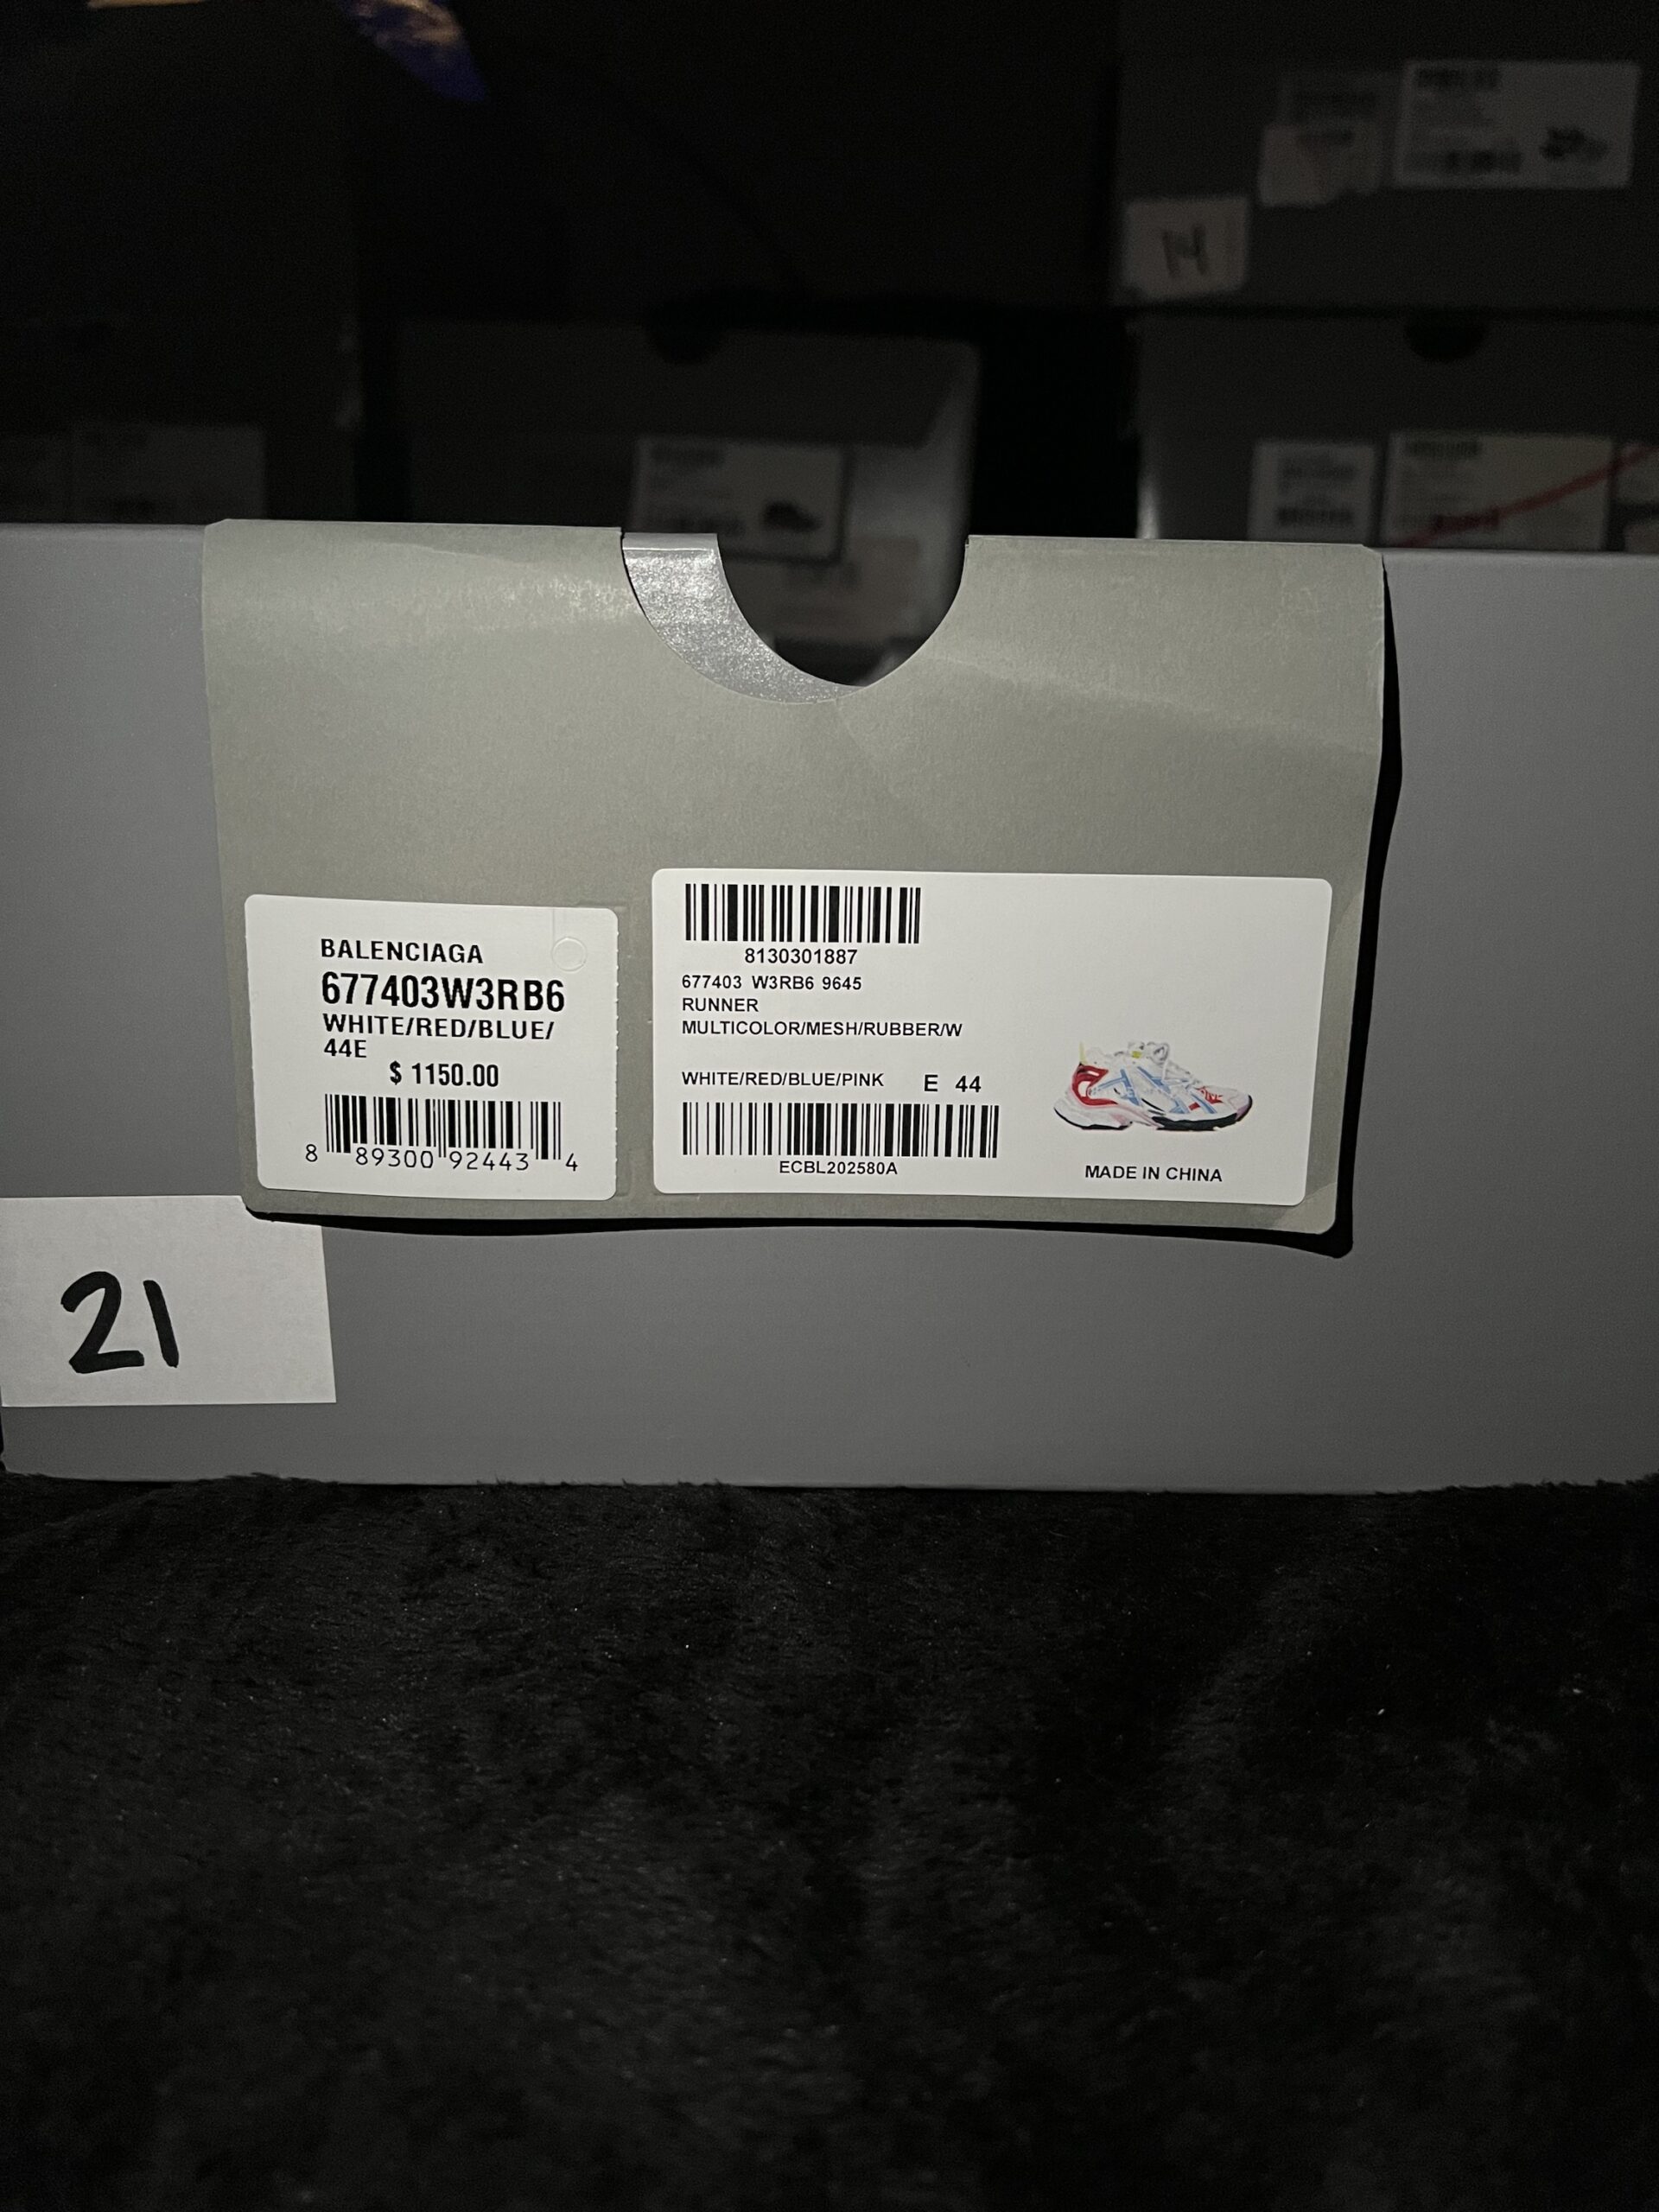 14
BALENCIAGA
677403W3RB6
WHITE/RED/BLUE/
44E
$ 1150.00
8 89300 92443 4
8130301887
677403 W3RB6 9645
RUNNER
MULTICOLOR/MESH/RUBBER/W
WHITE/RED/BLUE/PINK E 44
ECBL202580A
MADE IN CHINA
21